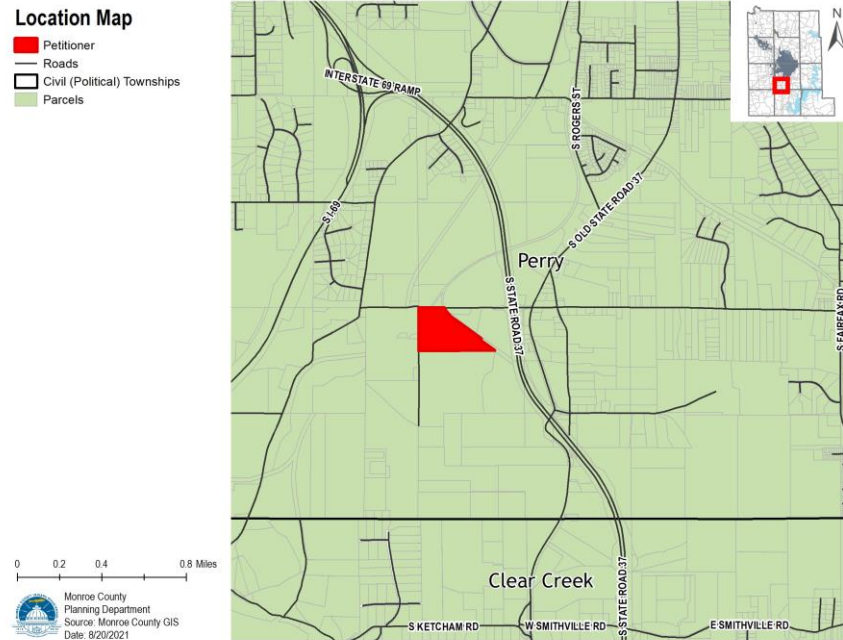 Location Map
Petitioner
Roads
Civil (Political) Townships
Parcels
N
INTERSTATE 69 RAMP
S ROGERS ST
S I-69
S OLD STATE ROAD 37
Perry
S STATE ROAD 37
S FAIRFAX RD
Clear Creek
S STATE ROAD 37
S KETCHAM RD
W SMITHVILLE RD
E SMITHVILLE RD
0 0.2 0.4 0.8 Miles
Monroe County
Planning Department
Source: Monroe County GIS
Date: 8/20/2021